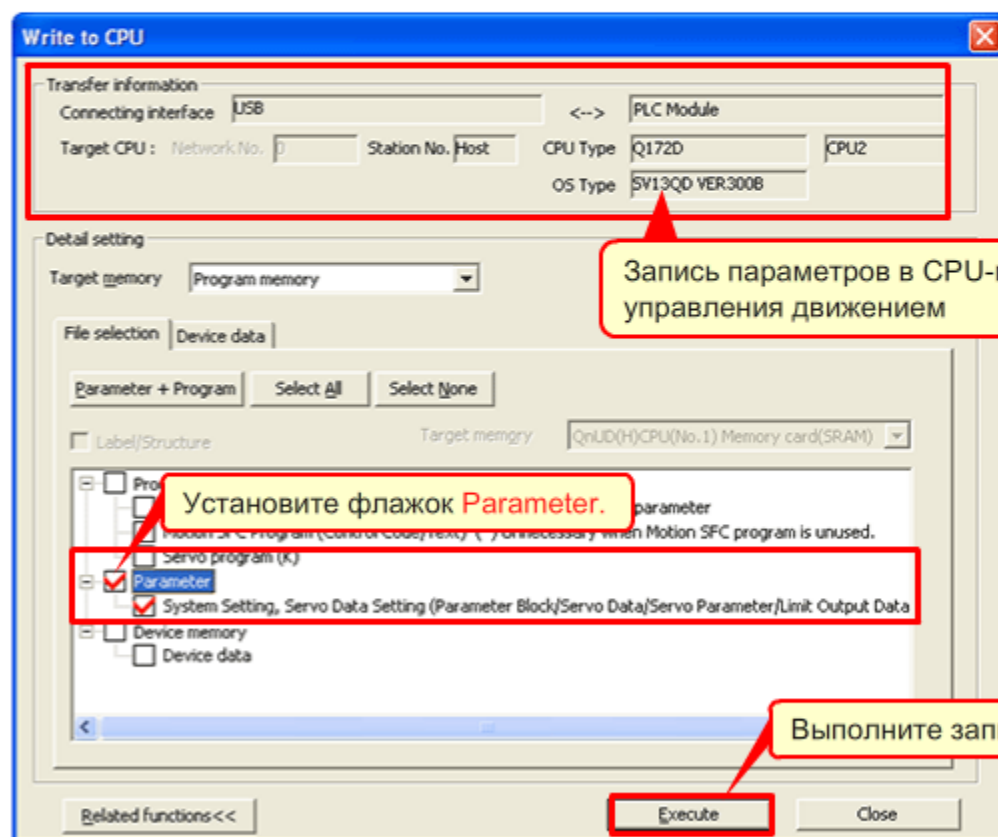 Write to CPU
Transfer information
Connecting interface USB <--> PLC Module
Target CPU : Network No. 0 Station No. Host CPU Type Q172D CPU2
OS Type SV13QD VER300B
Detail setting
Запись параметров в CPU-
управления движением
Target memory Program memory
File selection Device data
Parameter + Program Select All Select None
Label/Structure Target memory QnUD(H)CPU(No.1) Memory card(SRAM)
Установите флажок Parameter.
parameter
Motion SFC Program (Control Code/Text) Unnecessary when Motion SFC program is unused.
Servo program (K)
Parameter
System Setting, Servo Data Setting (Parameter Block/Servo Data/Servo Parameter/Limit Output Data
Device memory
Device data
Выполните
Related functions<< Execute Close